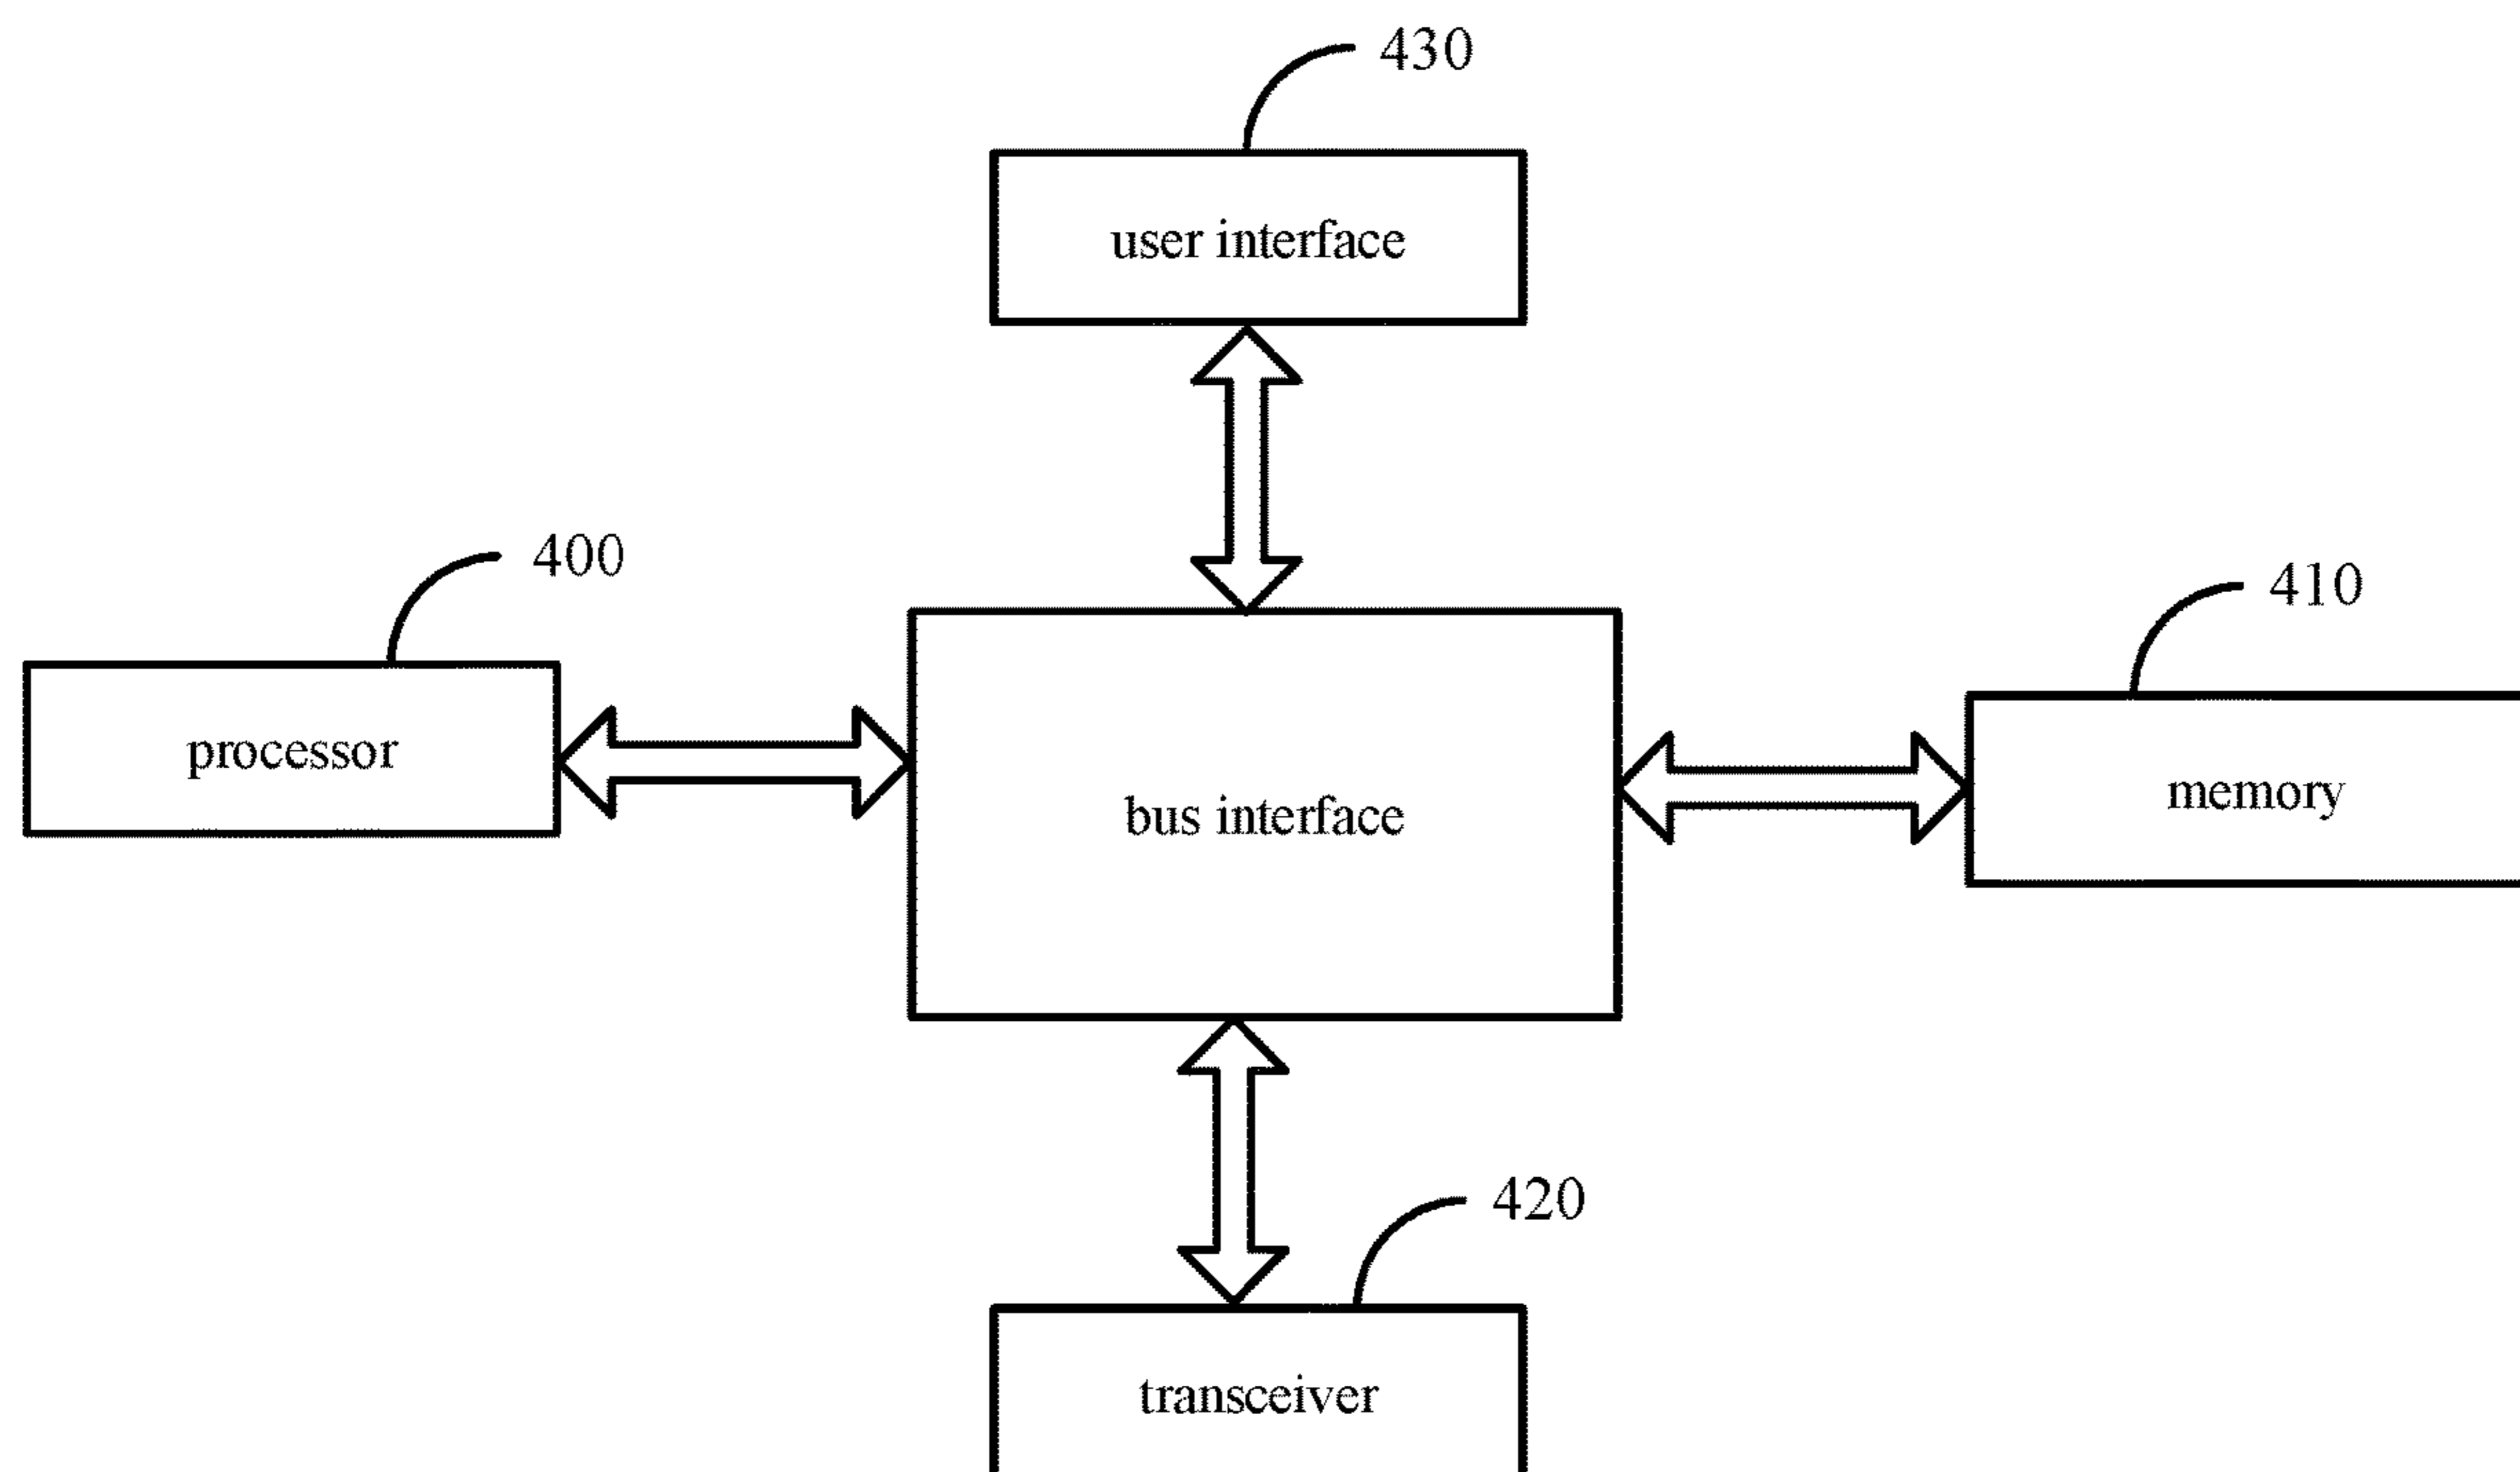 430
user interface
400
410
processor
memory
bus interface
420
transceiver